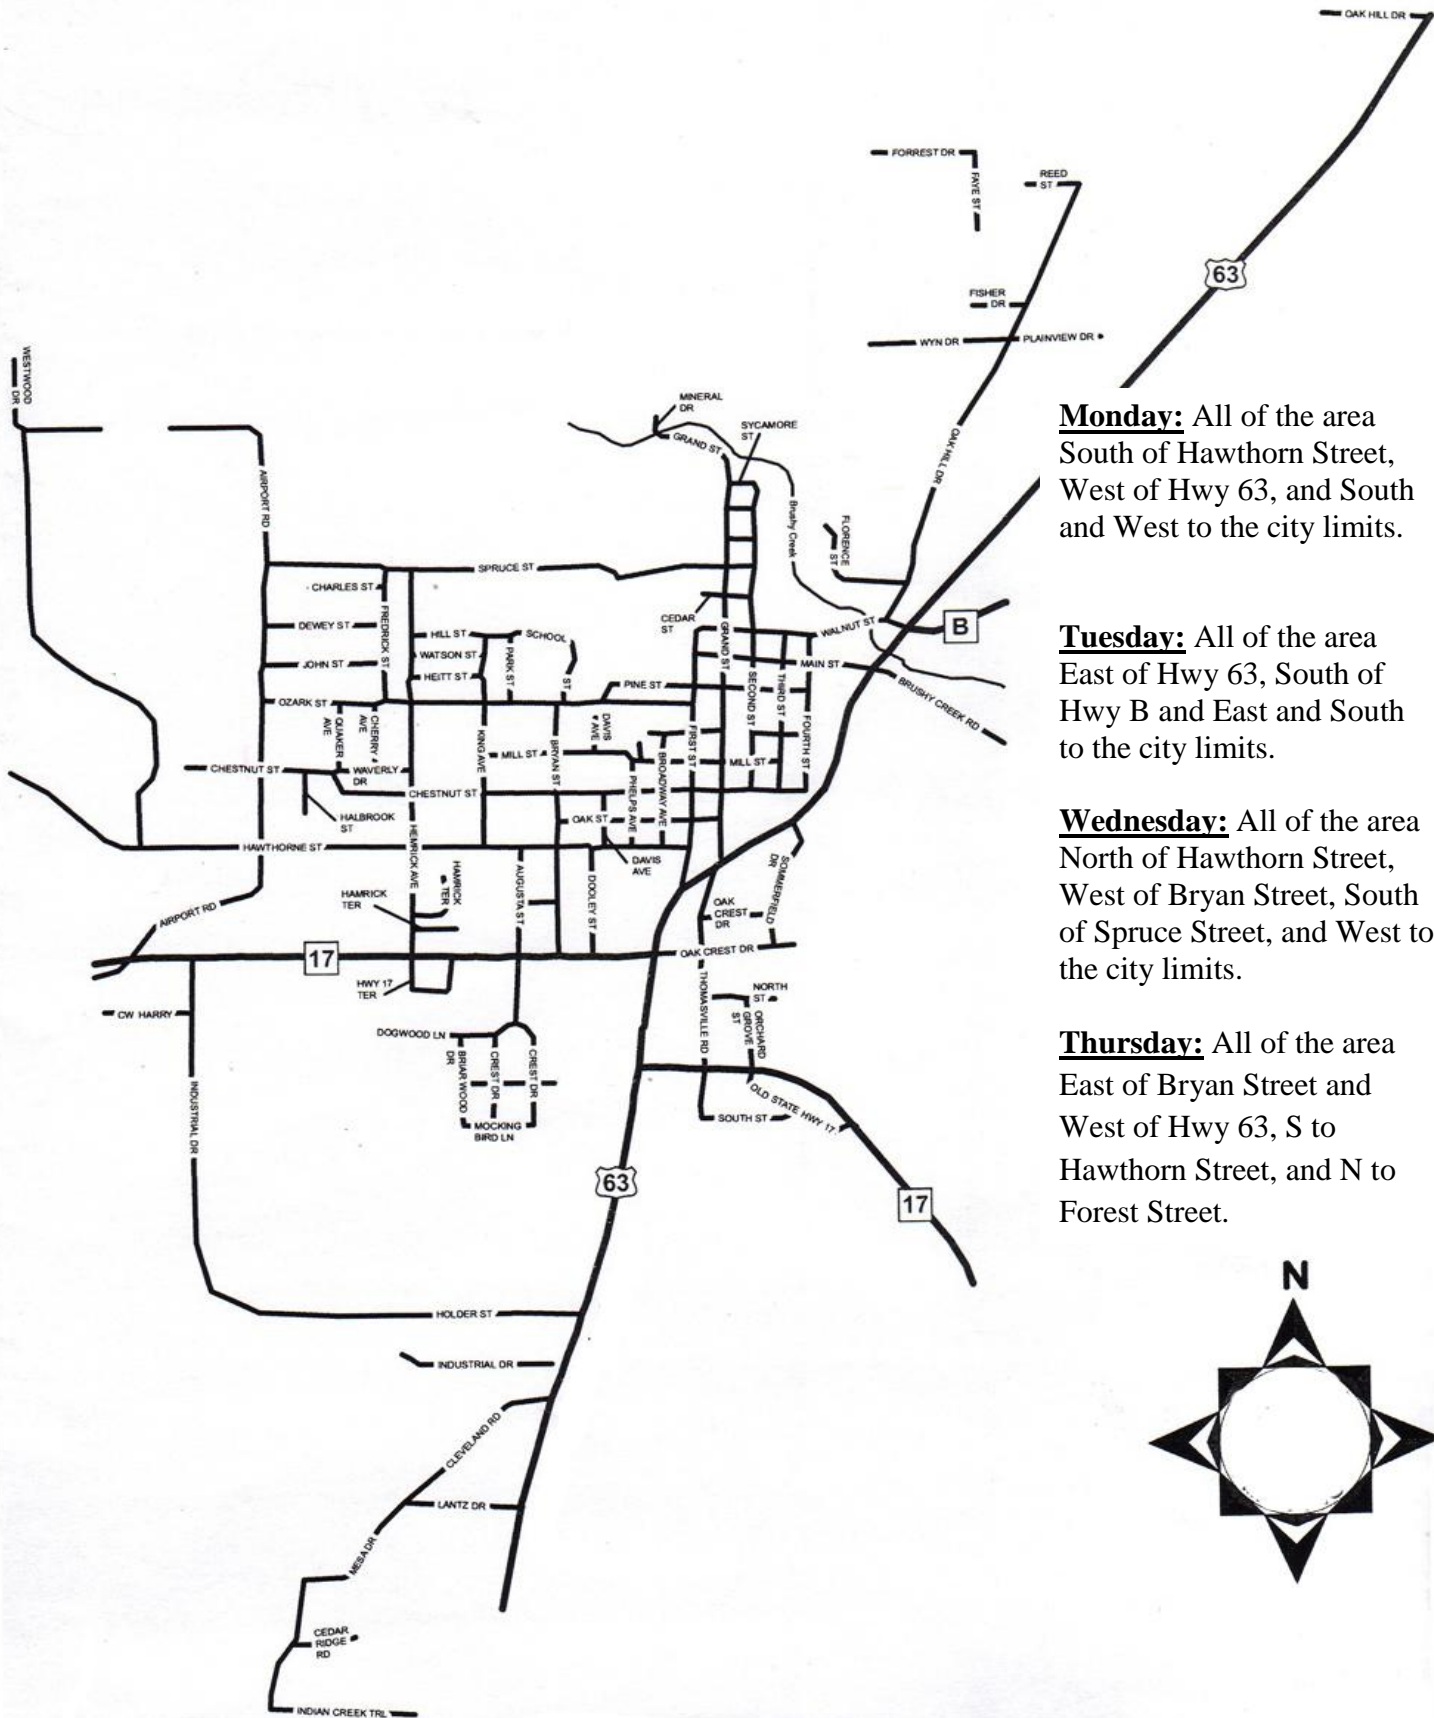 OAK HILL DR
FORREST DR
FAYE ST
REED
ST
63
FISHER
DR
WYN DR
PLAINVIEW DR
WESTWOOD
DR
MINERAL
DR
GRAND ST
SYCAMORE
ST
OAK HILL DR
AIRPORT RD
Brushy Creek
FLORENCE
ST
SPRUCE ST
CHARLES ST
FREDRICK ST
DEWEY ST
HILL ST
SCHOOL
ST
CEDAR
ST
WALNUT ST
B
JOHN ST
WATSON ST
PARK ST
GRAND ST
MAIN ST
HEITT ST
PINE ST
SECOND ST
THIRD ST
BRUSHY CREEK RD
OZARK ST
QUAKER
AVE
CHERRY
AVE
KING AVE
BRYAN ST
DAVIS
AVE
FIRST ST
FOURTH ST
CHESTNUT ST
WAVERLY
DR
MILL ST
BROADWAY AVE
MILL ST
CHESTNUT ST
PHELPS AVE
HALBROOK
ST
OAK ST
HAWTHORNE ST
HEMRICK AVE
DAVIS
AVE
SOMMERFIELD
DR
HAMRICK
TER
HAMRICK
TER
AUGUSTA ST
DOOLEY ST
OAK
CREST
DR
AIRPORT RD
17
OAK CREST DR
HWY 17
TER
THOMASVILLE RD
NORTH
ST
CW HARRY
ORCHARD
GROVE
ST
DOGWOOD LN
BRIAR WOOD
DR
CREST DR
CREST DR
INDUSTRIAL DR
OLD STATE HWY 17
MOCKING
BIRD LN
SOUTH ST
63
17
HOLDER ST
INDUSTRIAL DR
CLEVELAND RD
LANTZ DR
MESA DR
CEDAR
RIDGE
RD
INDIAN CREEK TRL
Monday: All of the area
South of Hawthorn Street,
West of Hwy 63, and South
and West to the city limits.
Tuesday: All of the area
East of Hwy 63, South of
Hwy B and East and South
to the city limits.
Wednesday: All of the area
North of Hawthorn Street,
West of Bryan Street, South
of Spruce Street, and West to
the city limits.
Thursday: All of the area
East of Bryan Street and
West of Hwy 63, S to
Hawthorn Street, and N to
Forest Street.
N